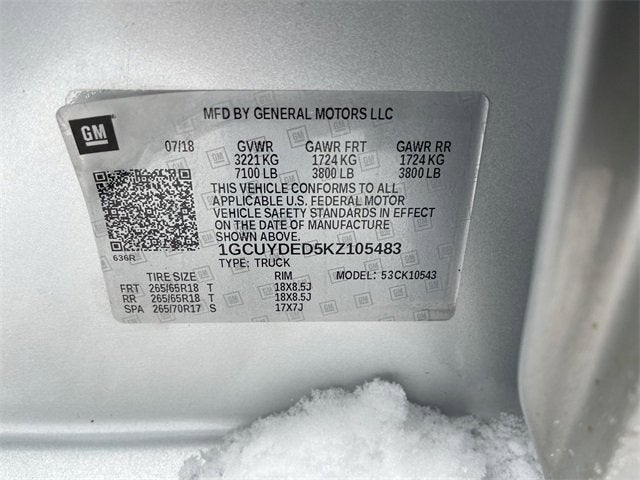 MFD BY GENERAL MOTORS LLC
GM
07/18 GVWR GAWR FRT GAWR RR
3221 KG 1724 KG 1724 KG
7100 LB 3800 LB 3800 LB
THIS VEHICLE CONFORMS TO ALL
APPLICABLE U.S. FEDERAL MOTOR
VEHICLE SAFETY STANDARDS IN EFFECT
ON THE DATE OF MANUFACTURE
SHOWN ABOVE.
1GCUYDED5KZ105483
636R
TYPE: TRUCK
TIRE SIZE RIM MODEL: 53CK10543
FRT 265/65R18 T 18X8.5J
RR 265/65R18 T 18X8.5J
SPA 265/70R17 S 17X7J